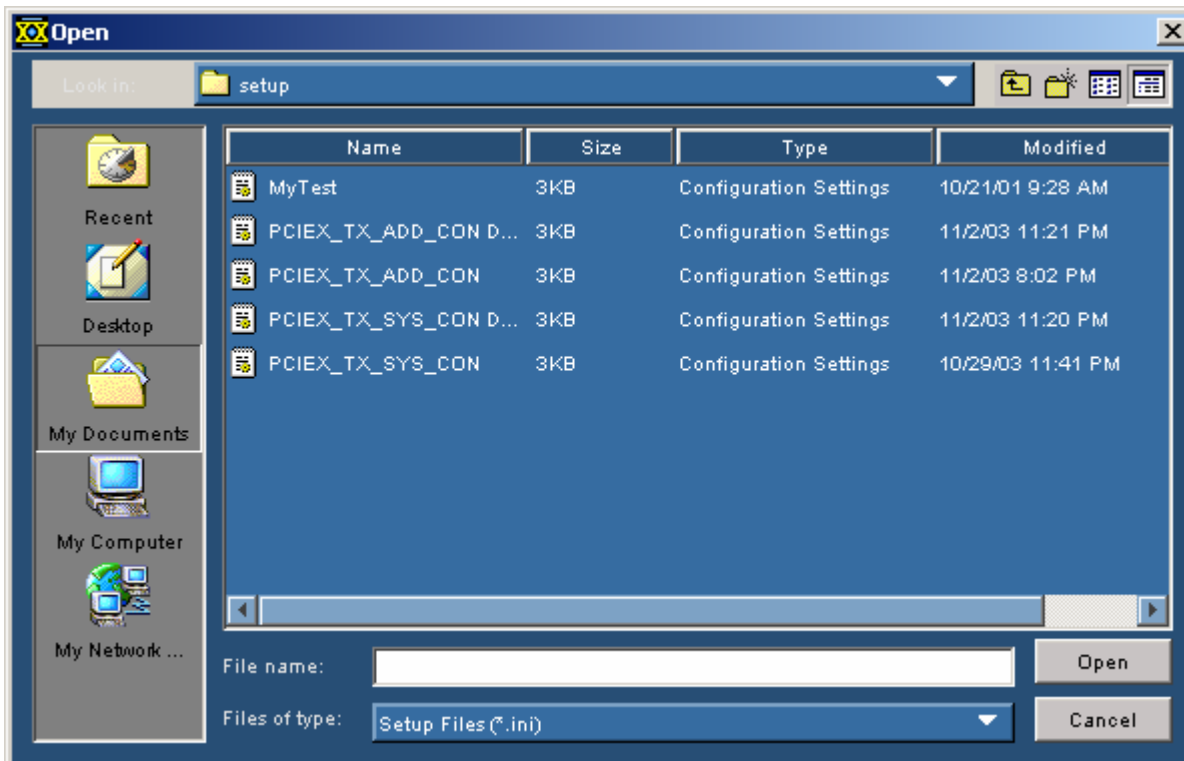 Open
Look in: setup
Name Size Type Modified
MyTest 3KB Configuration Settings 10/21/01 9:28 AM
PCIEX_TX_ADD_CON D... 3KB Configuration Settings 11/2/03 11:21 PM
PCIEX_TX_ADD_CON 3KB Configuration Settings 11/2/03 8:02 PM
PCIEX_TX_SYS_CON D... 3KB Configuration Settings 11/2/03 11:20 PM
PCIEX_TX_SYS_CON 3KB Configuration Settings 10/29/03 11:41 PM
Recent
Desktop
My Documents
My Computer
My Network ...
File name: Open
Files of type: Setup Files (*.ini) Cancel